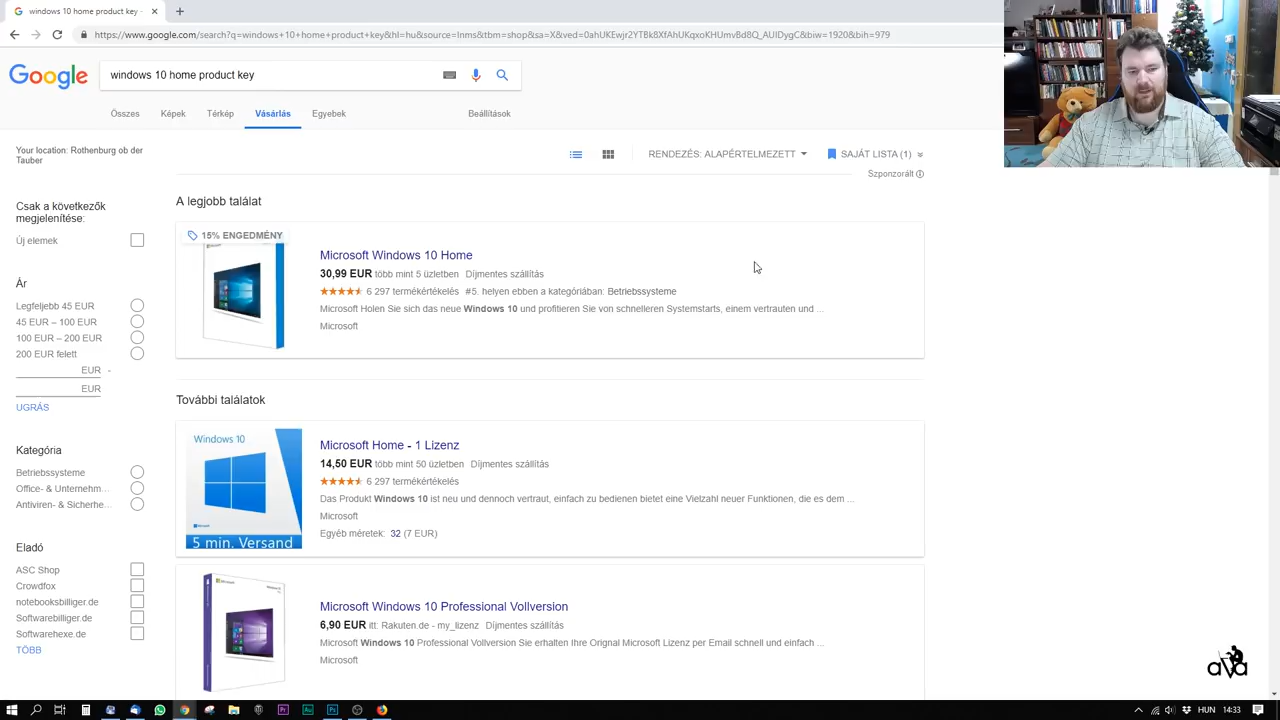 windows 10 home product key -
https://www.google.com/search?q=windows+10+home+product+key&hl=hu&source=lnms&tbm=shop&sa=X&ved=0ahUKEwjr2YTBk8XfAhUKqxoKHUmvBd8Q_AUIDygC&biw=1920&bih=979
Google
windows 10 home product key
Összes Képek Térkép Vásárlás Egyebek Beállítások
Your location: Rothenburg ob der
Tauber
RENDEZÉS: ALAPÉRTELMEZETT SAJÁT LISTA (1)
Szponzorált
Csak a következők
megjelenítése:
Új elemek
Ár
Legfeljebb 45 EUR
45 EUR – 100 EUR
100 EUR – 200 EUR
200 EUR felett
EUR -
EUR
UGRÁS
Kategória
Betriebssysteme
Office- & Unternehm...
Antiviren- & Sicherhe...
Eladó
ASC Shop
Crowdfox
notebooksbilliger.de
Softwarebilliger.de
Softwarehexe.de
TÖBB
A legjobb találat
15% ENGEDMÉNY
Microsoft Windows 10 Home
30,99 EUR több mint 5 üzletben Díjmentes szállítás
6 297 termékértékelés #5. helyen ebben a kategóriában: Betriebssysteme
Microsoft Holen Sie sich das neue Windows 10 und profitieren Sie von schnelleren Systemstarts, einem vertrauten und ...
Microsoft
További találatok
Windows 10
5 min. Versand
Microsoft Home - 1 Lizenz
14,50 EUR több mint 50 üzletben Díjmentes szállítás
6 297 termékértékelés
Das Produkt Windows 10 ist neu und dennoch vertraut, einfach zu bedienen bietet eine Vielzahl neuer Funktionen, die es dem ...
Microsoft
Egyéb méretek: 32 (7 EUR)
Microsoft Windows 10 Professional Vollversion
6,90 EUR itt: Rakuten.de - my_lizenz Díjmentes szállítás
Microsoft Windows 10 Professional Vollversion Sie erhalten Ihre Orignal Microsoft Lizenz per Email schnell und einfach ...
Microsoft
ava
HUN 14:33